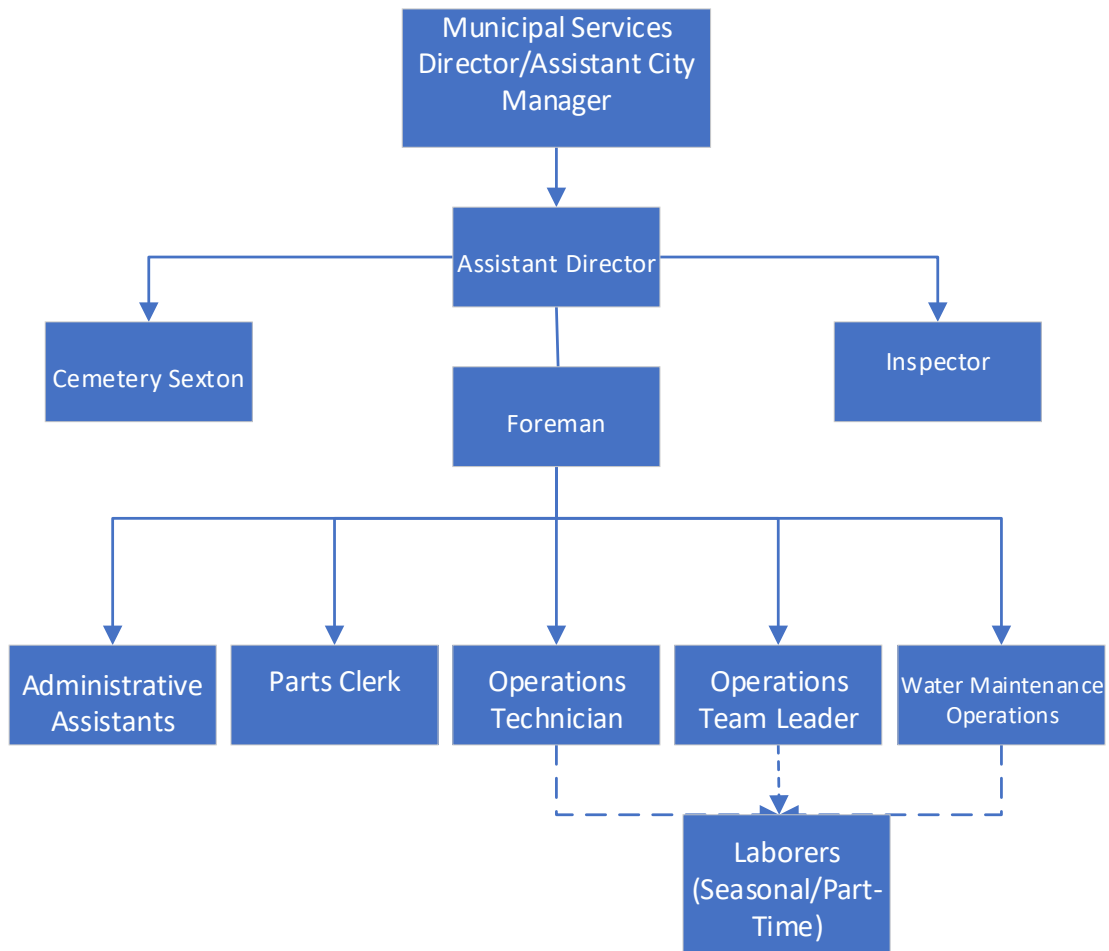 Municipal Services
Director/Assistant City
Manager
Assistant Director
Cemetery Sexton
Inspector
Foreman
Administrative
Assistants
Parts Clerk
Operations
Technician
Operations
Team Leader
Water Maintenance
Operations
Laborers
(Seasonal/Part-
Time)